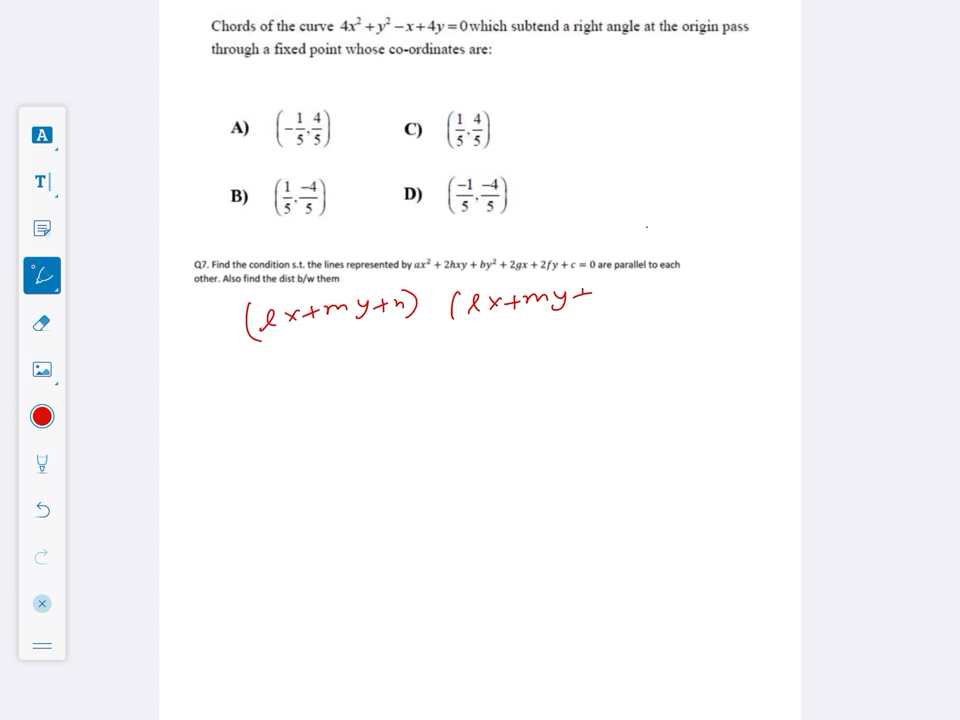 Chords of the curve 4x² + y² − x + 4y = 0 which subtend a right angle at the origin pass
through a fixed point whose co-ordinates are:
A) (−1/5, 4/5) C) (1/5, 4/5)
B) (1/5, −4/5) D) (−1/5, −4/5)
Q7. Find the condition s.t. the lines represented by ax² + 2hxy + by² + 2gx + 2fy + c = 0 are parallel to each
other. Also find the dist b/w them
(lx+my+n) (lx+my+
A
T|